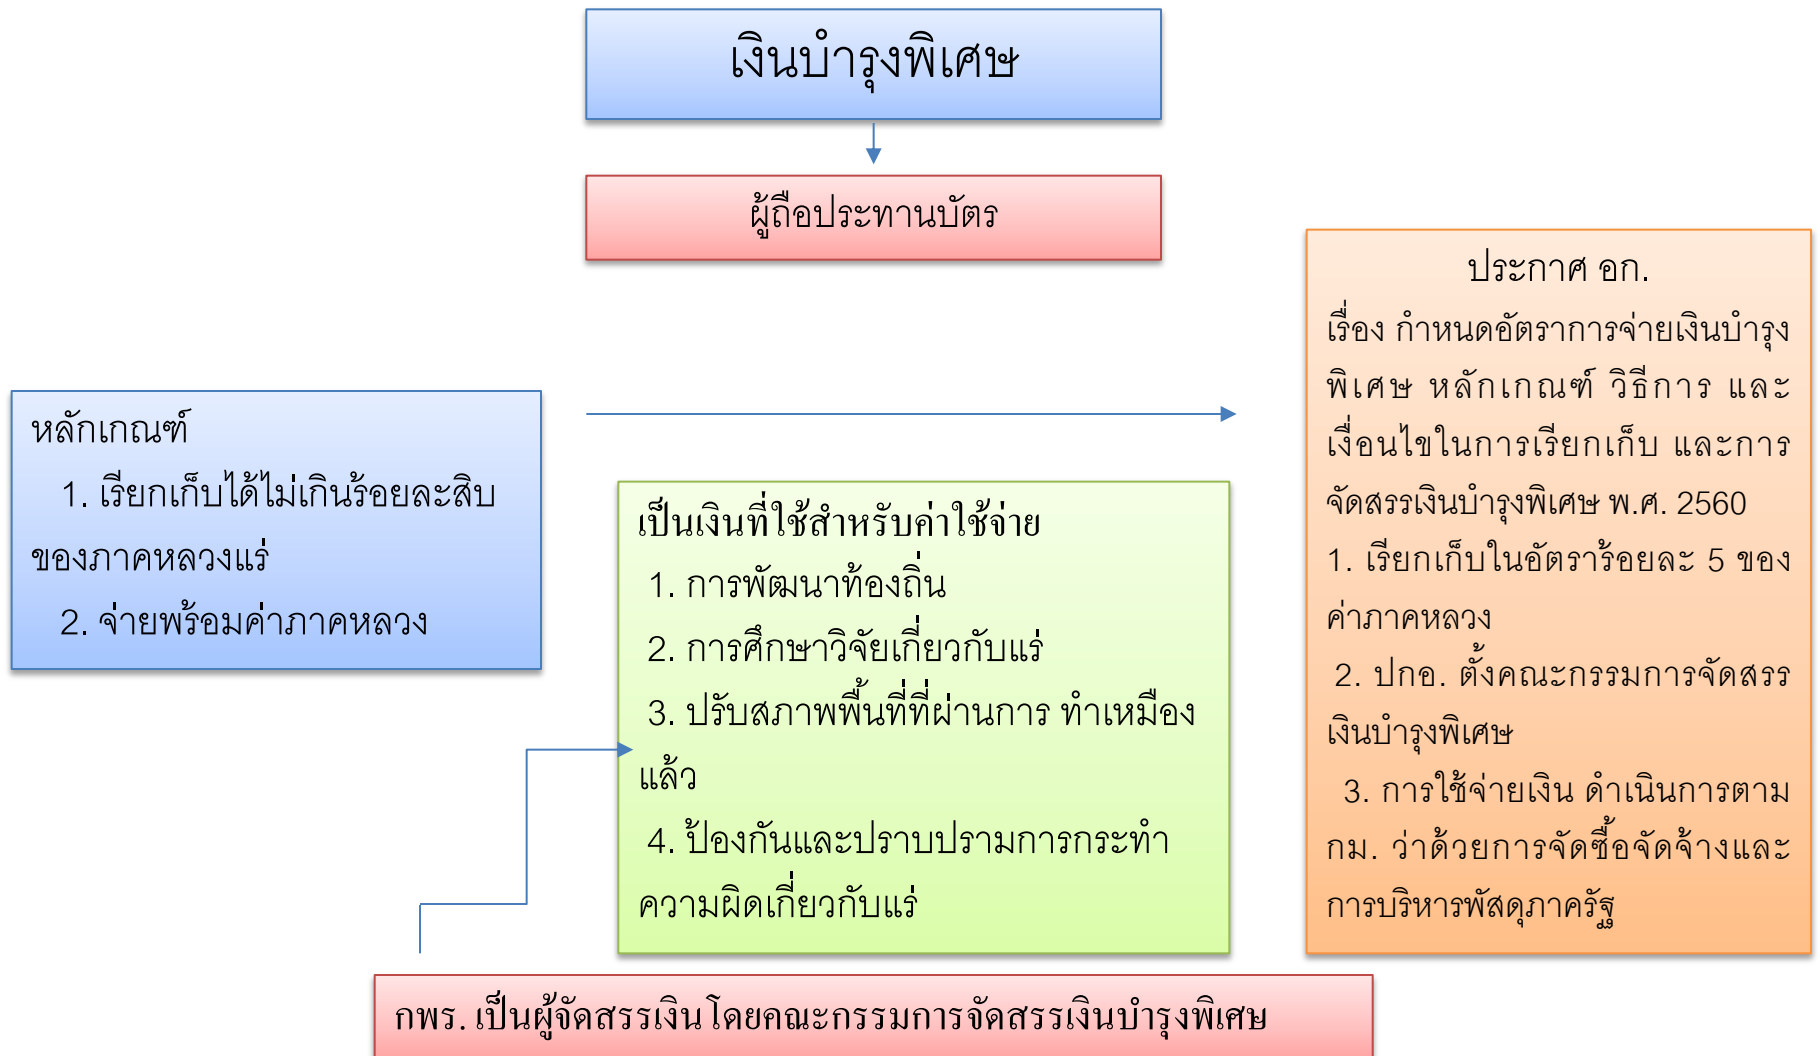 เงินบำรุงพิเศษ
ผู้ถือประทานบัตร
หลักเกณฑ์
1. เรียกเก็บได้ไม่เกินร้อยละสิบ
ของภาคหลวงแร่
2. จ่ายพร้อมค่าภาคหลวง
เป็นเงินที่ใช้สำหรับค่าใช้จ่าย
1. การพัฒนาท้องถิ่น
2. การศึกษาวิจัยเกี่ยวกับแร่
3. ปรับสภาพพื้นที่ที่ผ่านการ ทำเหมือง
แล้ว
4. ป้องกันและปราบปรามการกระทำ
ความผิดเกี่ยวกับแร่
ประกาศ อก.
เรื่อง กำหนดอัตราการจ่ายเงินบำรุง
พิเศษ หลักเกณฑ์ วิธีการ และ
เงื่อนไขในการเรียกเก็บ และการ
จัดสรรเงินบำรุงพิเศษ พ.ศ. 2560
1. เรียกเก็บในอัตราร้อยละ 5 ของ
ค่าภาคหลวง
2. ปกอ. ตั้งคณะกรรมการจัดสรร
เงินบำรุงพิเศษ
3. การใช้จ่ายเงิน ดำเนินการตาม
กม. ว่าด้วยการจัดซื้อจัดจ้างและ
การบริหารพัสดุภาครัฐ
กพร. เป็นผู้จัดสรรเงินโดยคณะกรรมการจัดสรรเงินบำรุงพิเศษ